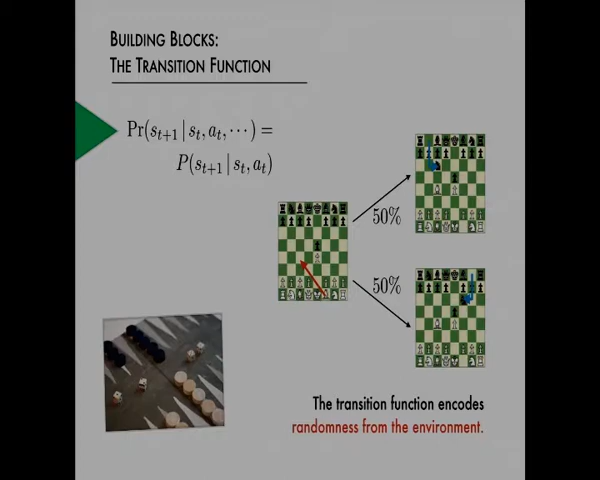 BUILDING BLOCKS:
THE TRANSITION FUNCTION
Pr(s_{t+1} | s_t, a_t, ⋯) =
P(s_{t+1} | s_t, a_t)
50%
50%
The transition function encodes
randomness from the environment.